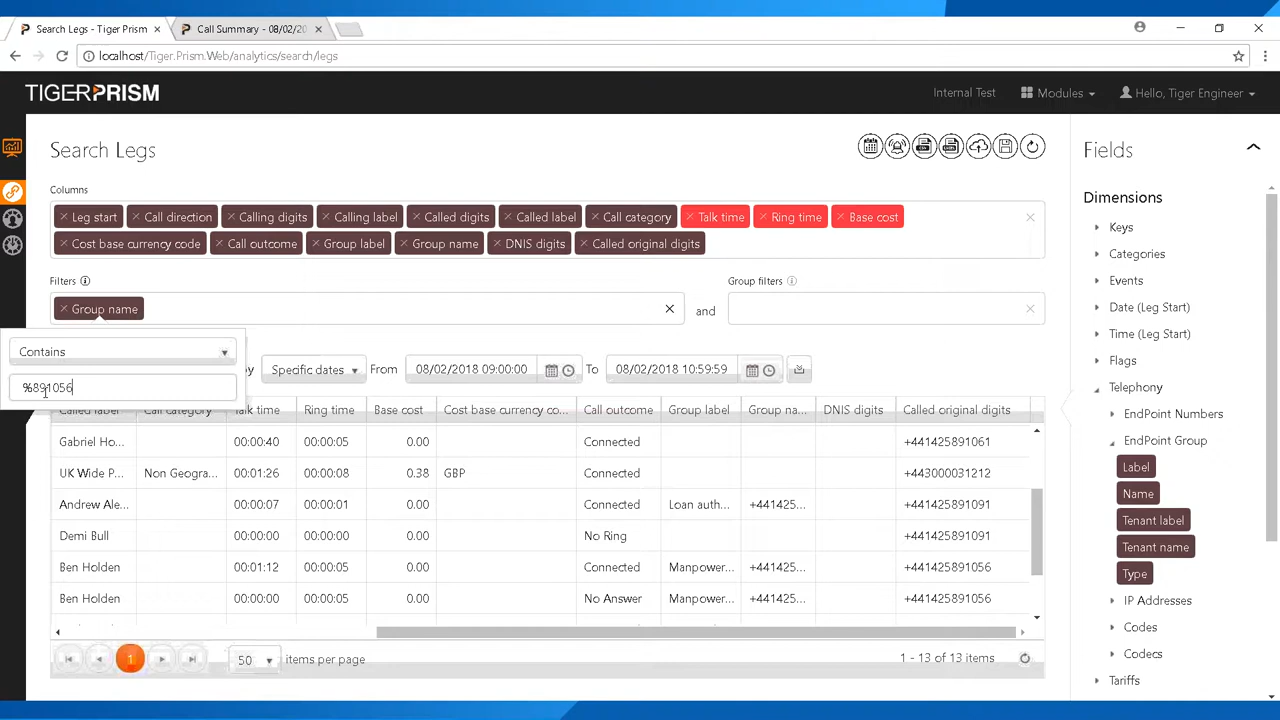 Search Legs - Tiger Prism
Call Summary - 08/02/20
localhost/Tiger.Prism.Web/analytics/search/legs
TIGERPRISM
Internal Test
Modules
Hello, Tiger Engineer
Search Legs
Columns
Leg start
Call direction
Calling digits
Calling label
Called digits
Called label
Call category
Talk time
Ring time
Base cost
Cost base currency code
Call outcome
Group label
Group name
DNIS digits
Called original digits
Filters
Group filters
Group name
and
Contains
%891056
Specific dates
From
08/02/2018 09:00:00
To
08/02/2018 10:59:59
Called label
Call category
Talk time
Ring time
Base cost
Cost base currency co...
Call outcome
Group label
Group na...
DNIS digits
Called original digits
Gabriel Ho... 00:00:40 00:00:05 0.00 Connected +441425891061
UK Wide P... Non Geogra... 00:01:26 00:00:08 0.38 GBP Connected +443000031212
Andrew Ale... 00:00:07 00:00:01 0.00 Connected Loan auth... +441425... +441425891091
Demi Bull 00:00:00 00:00:00 0.00 No Ring +441425891091
Ben Holden 00:01:12 00:00:00 0.00 Connected Manpower... +441425... +441425891056
Ben Holden 00:00:00 00:00:05 0.00 No Answer Manpower... +441425... +441425891056
1
50
items per page
1 - 13 of 13 items
Fields
Dimensions
Keys
Categories
Events
Date (Leg Start)
Time (Leg Start)
Flags
Telephony
EndPoint Numbers
EndPoint Group
Label
Name
Tenant label
Tenant name
Type
IP Addresses
Codes
Codecs
Tariffs